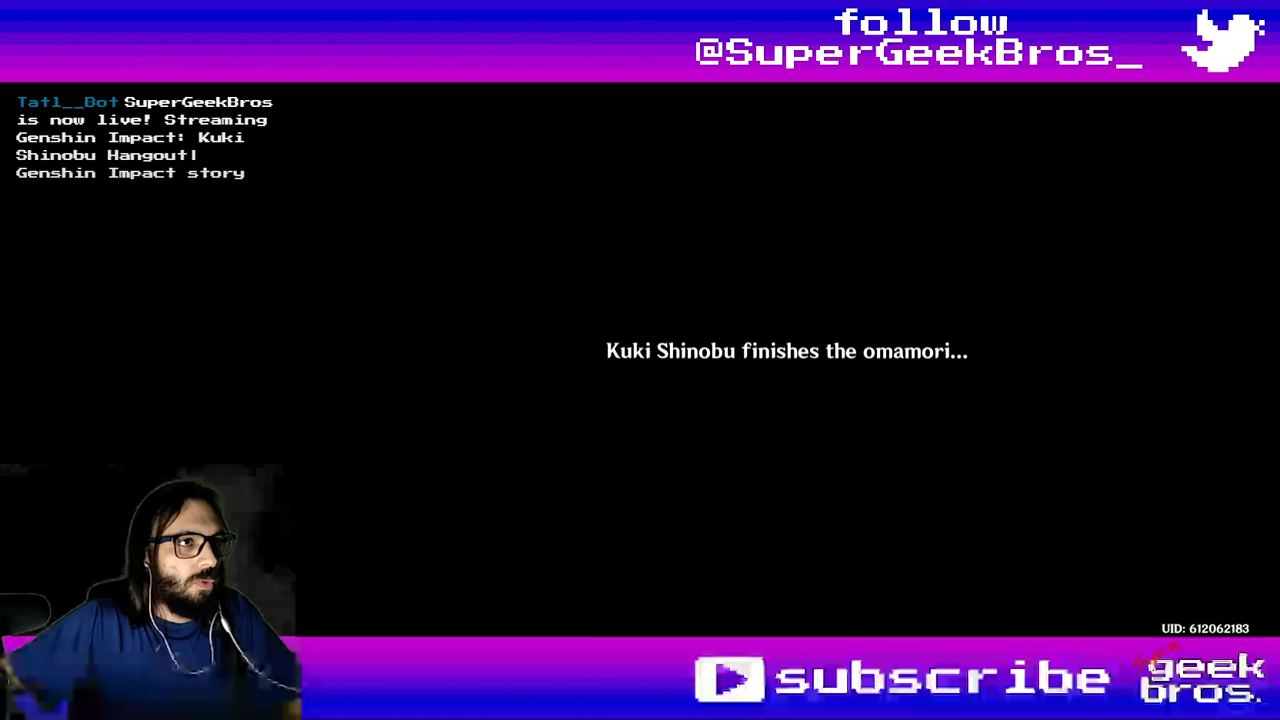 follow
@SuperGeekBros_
Tatl__Bot SuperGeekBros
is now live! Streaming
Genshin Impact: Kuki
Shinobu Hangout!
Genshin Impact story
Kuki Shinobu finishes the omamori...
UID: 612062183
subscribe
geek
bros.